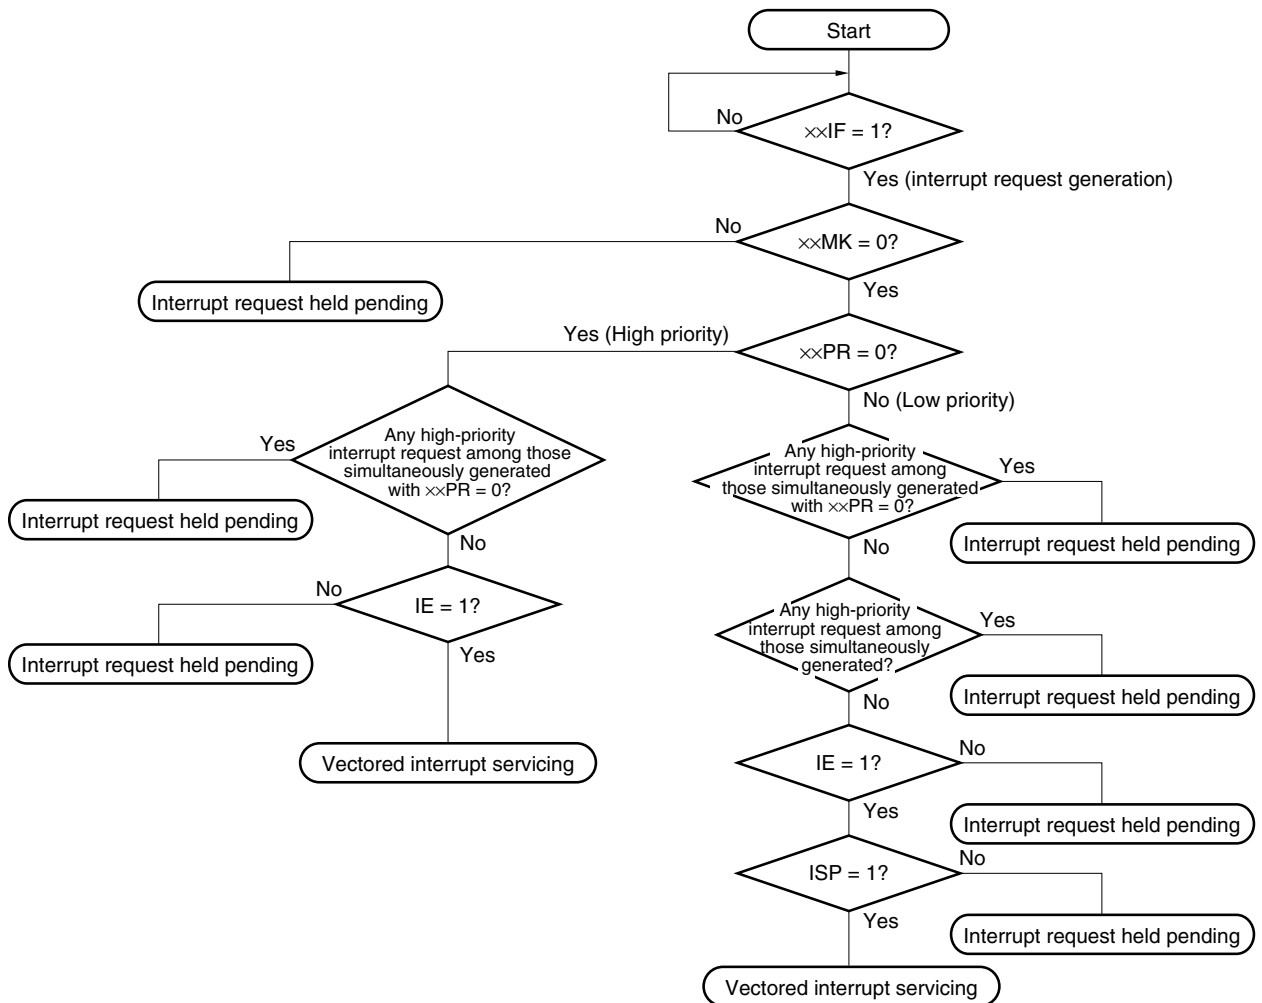 Start
No
××IF = 1?
Yes (interrupt request generation)
No
××MK = 0?
Interrupt request held pending
Yes
Yes (High priority)
××PR = 0?
No (Low priority)
Yes
Any high-priority
interrupt request among those
simultaneously generated
with ××PR = 0?
Any high-priority
interrupt request among
those simultaneously generated
with ××PR = 0?
Yes
Interrupt request held pending
No
Interrupt request held pending
No
No
IE = 1?
Any high-priority
interrupt request among
those simultaneously
generated?
Yes
Interrupt request held pending
Yes
Interrupt request held pending
No
Vectored interrupt servicing
IE = 1?
No
Yes
Interrupt request held pending
ISP = 1?
No
Yes
Interrupt request held pending
Vectored interrupt servicing